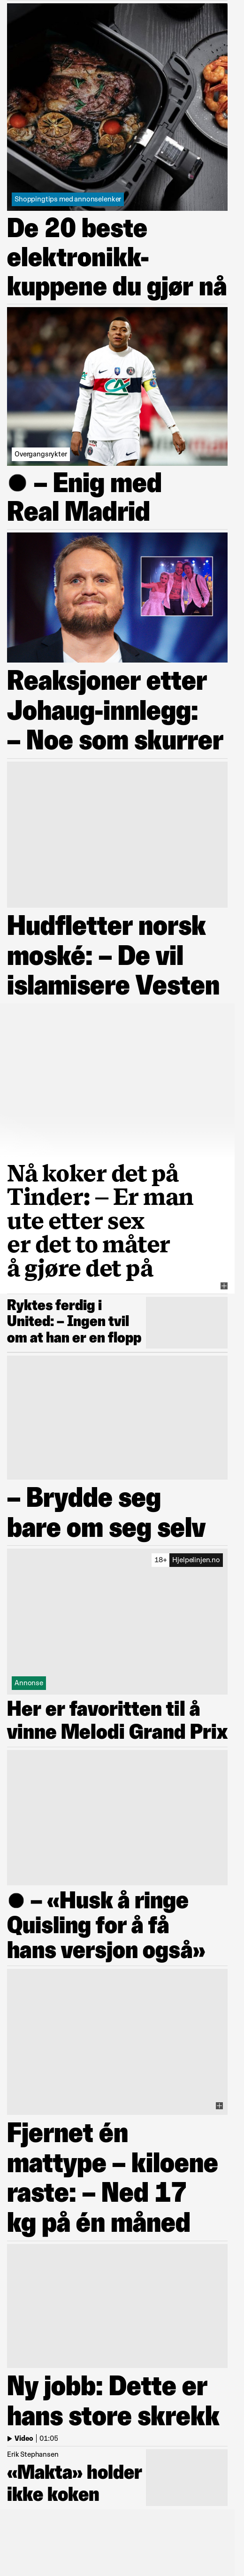 Shoppingtips med annonselenker
De 20 beste
elektronikk-
kuppene du gjør nå
Overgangsrykter
– Enig med
Real Madrid
Reaksjoner etter
Johaug-innlegg:
– Noe som skurrer
Hudfletter norsk
moské: – De vil
islamisere Vesten
Nå koker det på
Tinder: – Er man
ute etter sex
er det to måter
å gjøre det på
Ryktes ferdig i
United: – Ingen tvil
om at han er en flopp
– Brydde seg
bare om seg selv
18+ Hjelpelinjen.no
Annonse
Her er favoritten til å
vinne Melodi Grand Prix
– «Husk å ringe
Quisling for å få
hans versjon også»
Fjernet én
mattype – kiloene
raste: – Ned 17
kg på én måned
Ny jobb: Dette er
hans store skrekk
Video | 01:05
Erik Stephansen
«Makta» holder
ikke koken